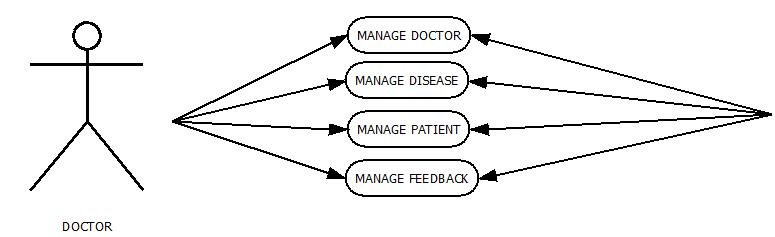 MANAGE DOCTOR
MANAGE DISEASE
MANAGE PATIENT
MANAGE FEEDBACK
DOCTOR